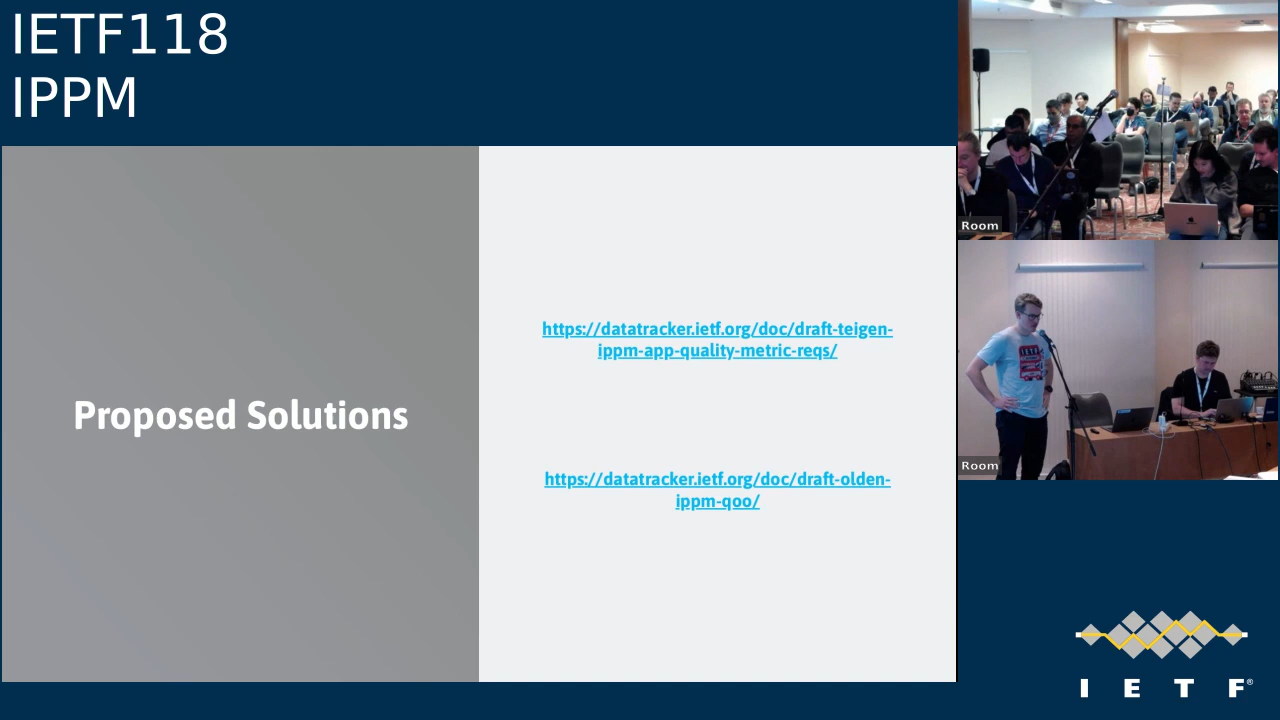 IETF118
IPPM
Proposed Solutions
https://datatracker.ietf.org/doc/draft-teigen-
ippm-app-quality-metric-reqs/
https://datatracker.ietf.org/doc/draft-olden-
ippm-qoo/
Room
Room
I E T F®